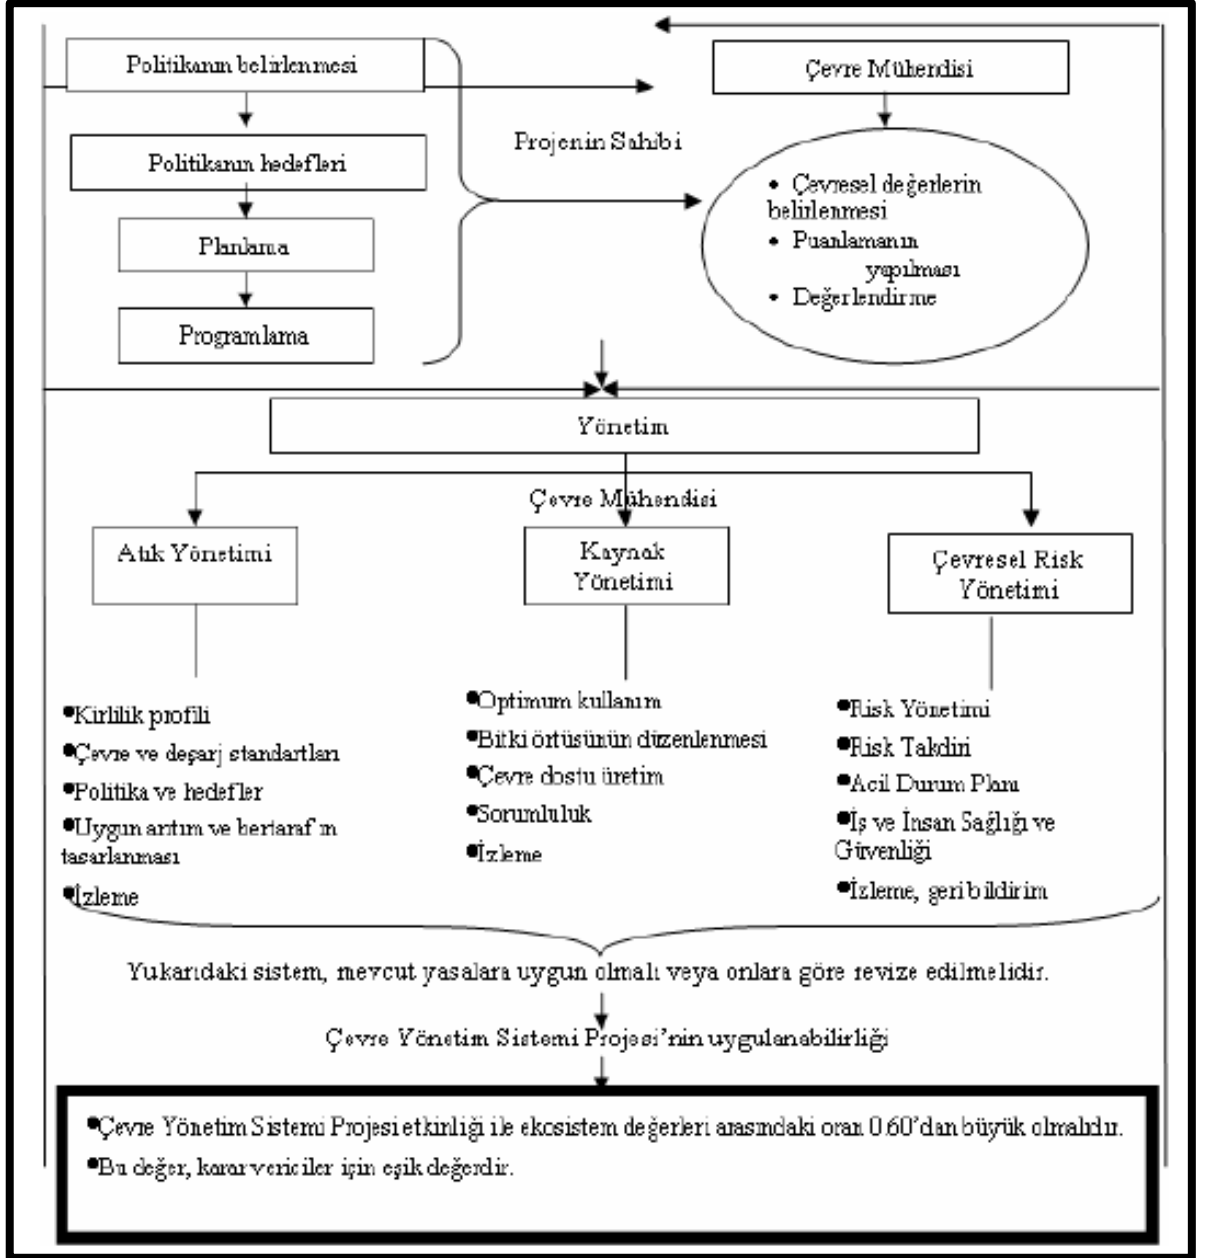 Politikanın belirlenmesi
Çevre Mühendisi
Projenin Sahibi
Politikanın hedefleri
• Çevresel değerlerin
belirlenmesi
• Puanlamanın
yapılması
• Değerlendirme
Planlama
Programlama
Yönetim
Çevre Mühendisi
Atık Yönetimi
Kaynak
Yönetimi
Çevresel Risk
Yönetimi
•Kirlilik profili
•Çevre ve deşarj standartları
•Politika ve hedefler
•Uygun arıtım ve bertaraf'ın
tasarlanması
•İzleme
•Optimum kullanım
•Bitki örtüsünün düzenlenmesi
•Çevre dostu üretim
•Sorumluluk
•İzleme
•Risk Yönetimi
•Risk Takdiri
•Acil Durum Planı
•İş ve İnsan Sağlığı ve
Güvenliği
•İzleme, geri bildirim
Yukarıdaki sistem, mevcut yasalara uygun olmalı veya onlara göre revize edilmelidir.
Çevre Yönetim Sistemi Projesi'nin uygulanabilirliği
•Çevre Yönetim Sistemi Projesi etkinliği ile ekosistem değerleri arasındaki oran 0.60'dan büyük olmalıdır.
•Bu değer, karar vericiler için eşik değerdir.